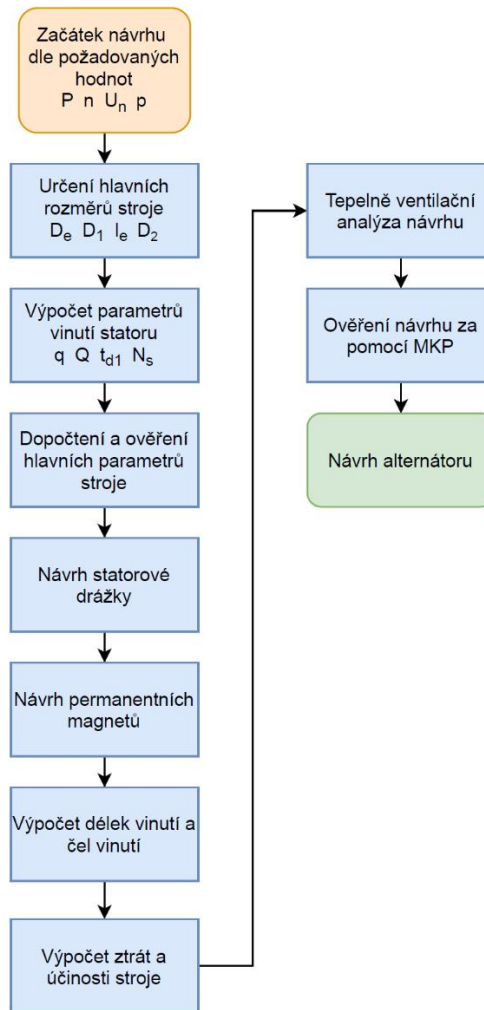 Začátek návrhu
dle požadovaných
hodnot
P n Uₙ p
Určení hlavních
rozměrů stroje
Dₑ D₁ lₑ D₂
Výpočet parametrů
vinutí statoru
q Q t_d1 Nₛ
Dopočtení a ověření
hlavních parametrů
stroje
Návrh statorové
drážky
Návrh permanentních
magnetů
Výpočet délek vinutí a
čel vinutí
Výpočet ztrát a
účinosti stroje
Tepelně ventilační
analýza návrhu
Ověření návrhu za
pomocí MKP
Návrh alternátoru